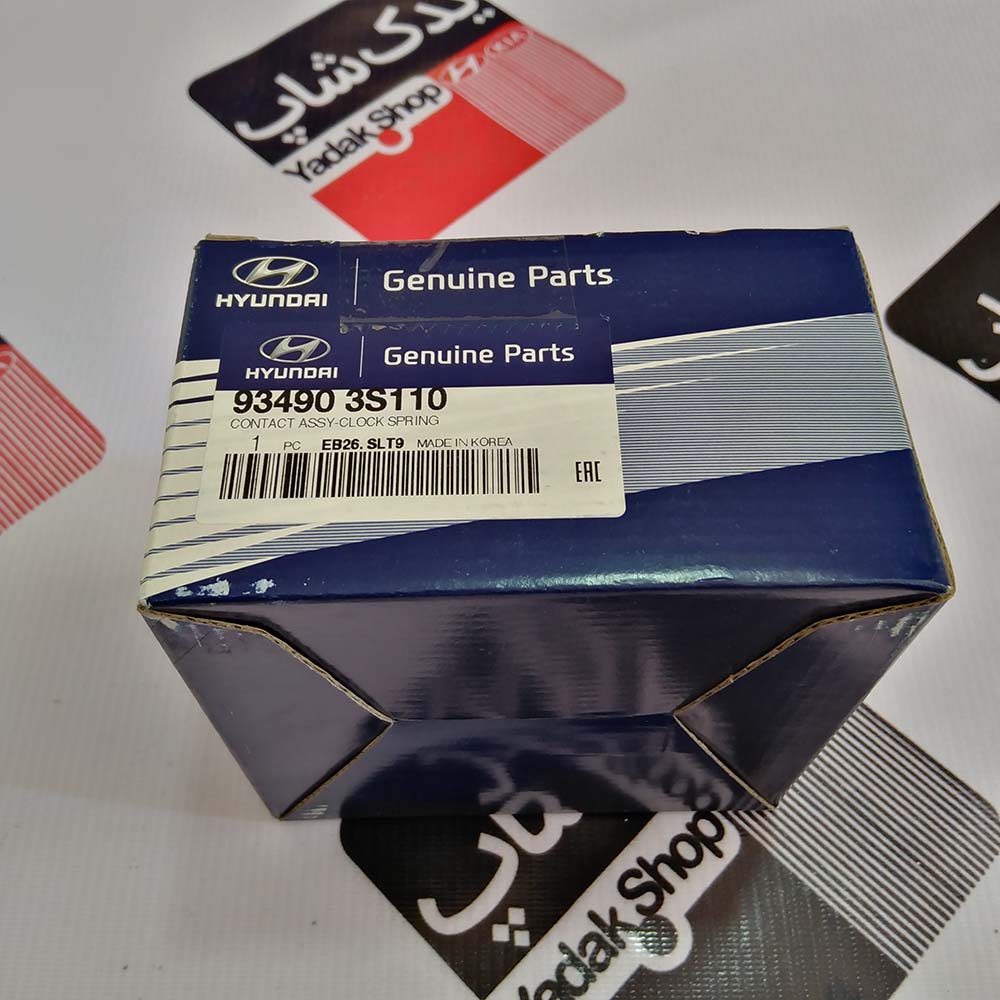 یدک شاپ
Yadak Shop
KIA
HYUNDAI
Genuine Parts
HYUNDAI
Genuine Parts
93490 3S110
CONTACT ASSY-CLOCK SPRING
1 PC EB26. SLT9 MADE IN KOREA
EAC
Yadak Shop